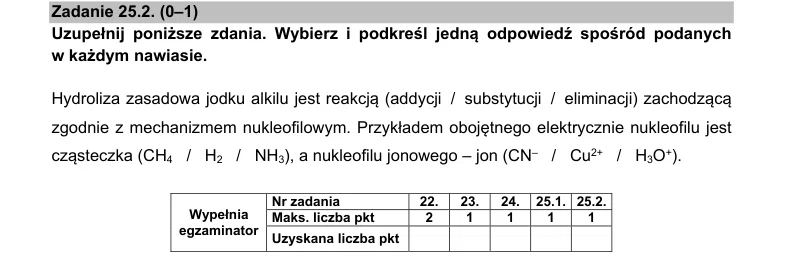 Zadanie 25.2. (0–1)
Uzupełnij poniższe zdania. Wybierz i podkreśl jedną odpowiedź spośród podanych
w każdym nawiasie.
Hydroliza zasadowa jodku alkilu jest reakcją (addycji / substytucji / eliminacji) zachodzącą
zgodnie z mechanizmem nukleofilowym. Przykładem obojętnego elektrycznie nukleofilu jest
cząsteczka (CH₄ / H₂ / NH₃), a nukleofilu jonowego – jon (CN⁻ / Cu²⁺ / H₃O⁺).
Wypełnia
egzaminator
Nr zadania 22. 23. 24. 25.1. 25.2.
Maks. liczba pkt 2 1 1 1 1
Uzyskana liczba pkt